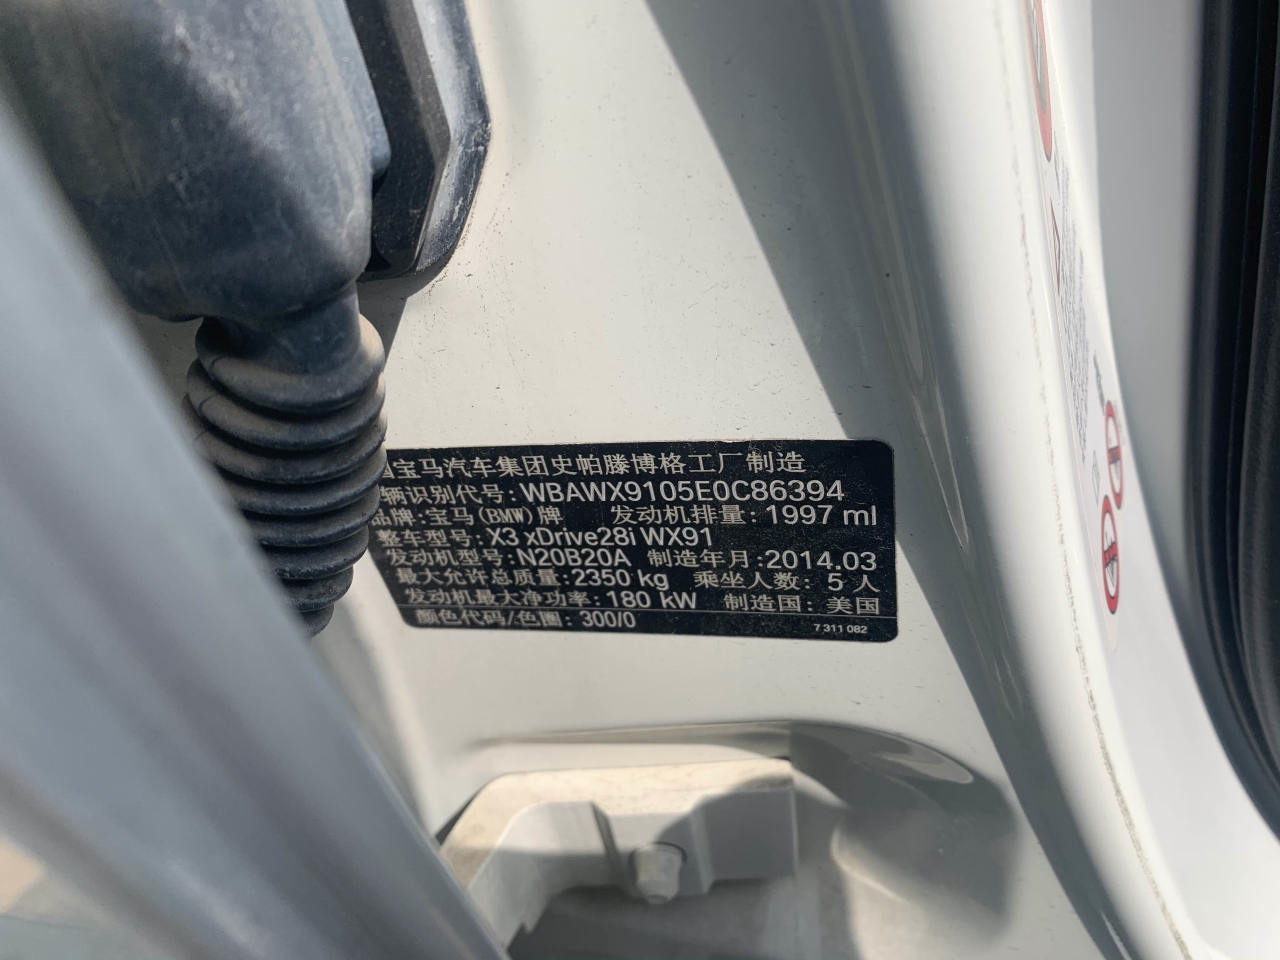 国宝马汽车集团史帕滕博格工厂制造
车辆识别代号:WBAWX9105E0C86394
品牌:宝马(BMW)牌 发动机排量:1997 ml
整车型号:X3 xDrive28i WX91
发动机型号:N20B20A 制造年月:2014.03
最大允许总质量:2350 kg 乘坐人数: 5 人
发动机最大净功率:180 kW 制造国: 美国
颜色代码/色圈: 300/0
7 311 082